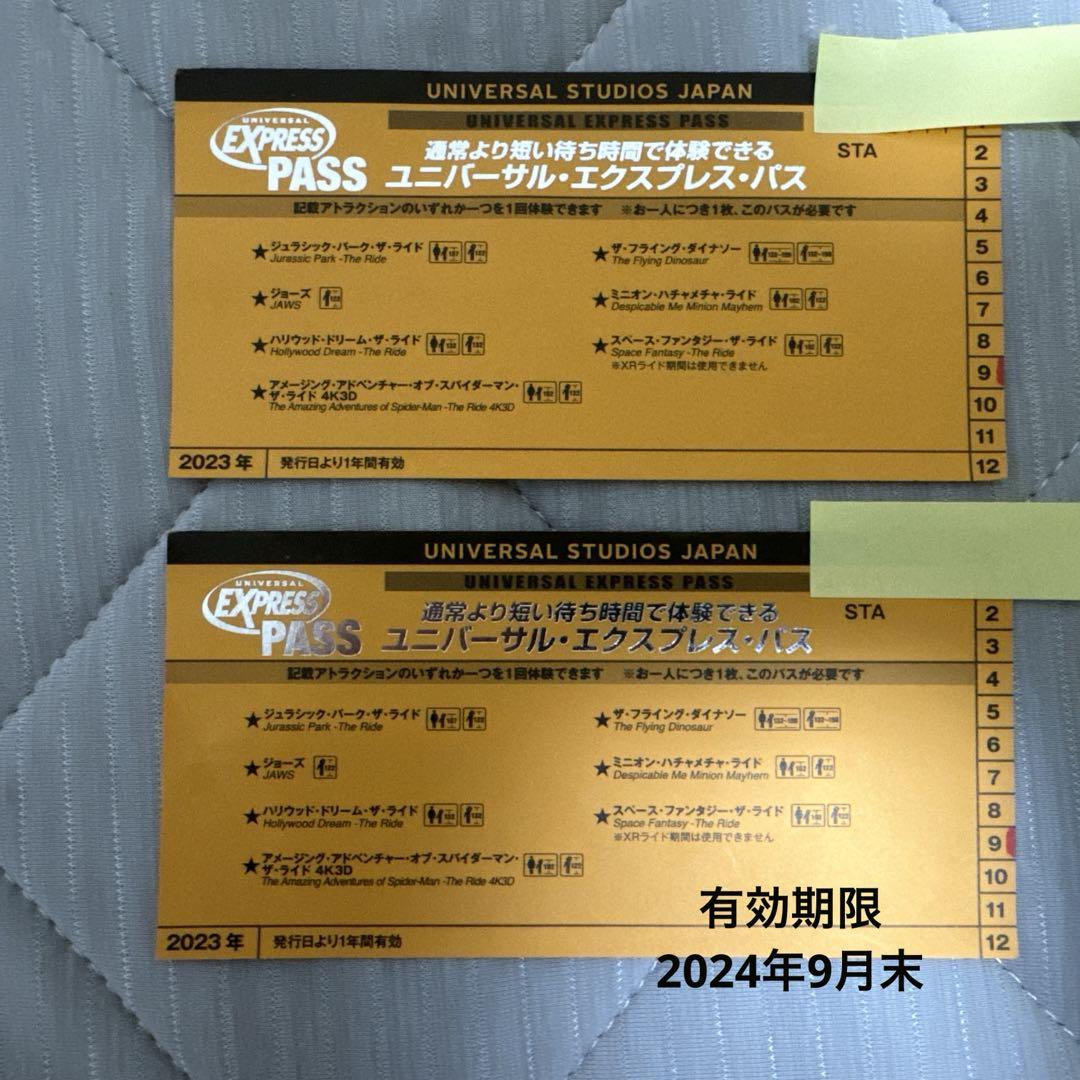 UNIVERSAL STUDIOS JAPAN
UNIVERSAL EXPRESS PASS
UNIVERSAL
EXPRESS
PASS
通常より短い待ち時間で体験できる
ユニバーサル・エクスプレス・パス
STA
記載アトラクションのいずれか一つを1回体験できます ※お一人につき1枚、このパスが必要です
★ジュラシック・パーク・ザ・ライド
Jurassic Park -The Ride
★ジョーズ
JAWS
★ハリウッド・ドリーム・ザ・ライド
Hollywood Dream -The Ride
★アメージング・アドベンチャー・オブ・スパイダーマン・
ザ・ライド 4K3D
The Amazing Adventures of Spider-Man -The Ride 4K3D
★ザ・フライング・ダイナソー
The Flying Dinosaur
★ミニオン・ハチャメチャ・ライド
Despicable Me Minion Mayhem
★スペース・ファンタジー・ザ・ライド
Space Fantasy -The Ride
※XRライド期間は使用できません
2
3
4
5
6
7
8
9
10
11
12
2023年 発行日より1年間有効
UNIVERSAL STUDIOS JAPAN
UNIVERSAL EXPRESS PASS
UNIVERSAL
EXPRESS
PASS
通常より短い待ち時間で体験できる
ユニバーサル・エクスプレス・パス
STA
記載アトラクションのいずれか一つを1回体験できます ※お一人につき1枚、このパスが必要です
★ジュラシック・パーク・ザ・ライド
Jurassic Park -The Ride
★ジョーズ
JAWS
★ハリウッド・ドリーム・ザ・ライド
Hollywood Dream -The Ride
★アメージング・アドベンチャー・オブ・スパイダーマン・
ザ・ライド 4K3D
The Amazing Adventures of Spider-Man -The Ride 4K3D
★ザ・フライング・ダイナソー
The Flying Dinosaur
★ミニオン・ハチャメチャ・ライド
Despicable Me Minion Mayhem
★スペース・ファンタジー・ザ・ライド
Space Fantasy -The Ride
※XRライド期間は使用できません
2
3
4
5
6
7
8
9
10
11
12
2023年 発行日より1年間有効
有効期限
2024年9月末